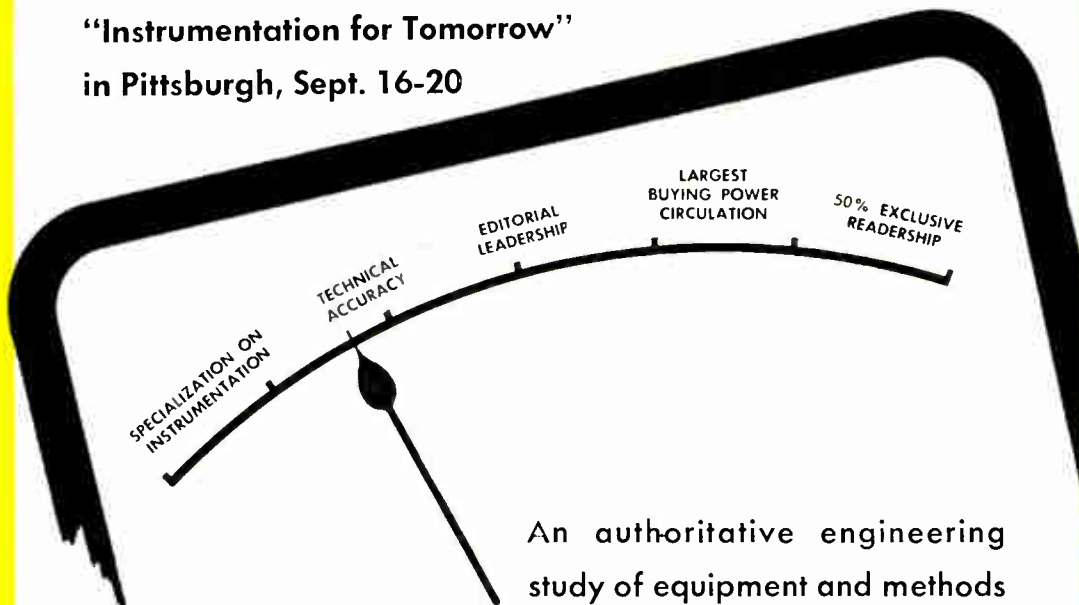 “Instrumentation for Tomorrow”
in Pittsburgh, Sept. 16-20
SPECIALIZATION ON
INSTRUMENTATION
TECHNICAL
ACCURACY
EDITORIAL
LEADERSHIP
LARGEST
BUYING POWER
CIRCULATION
50% EXCLUSIVE
READERSHIP
An authoritative engineering
study of equipment and methods